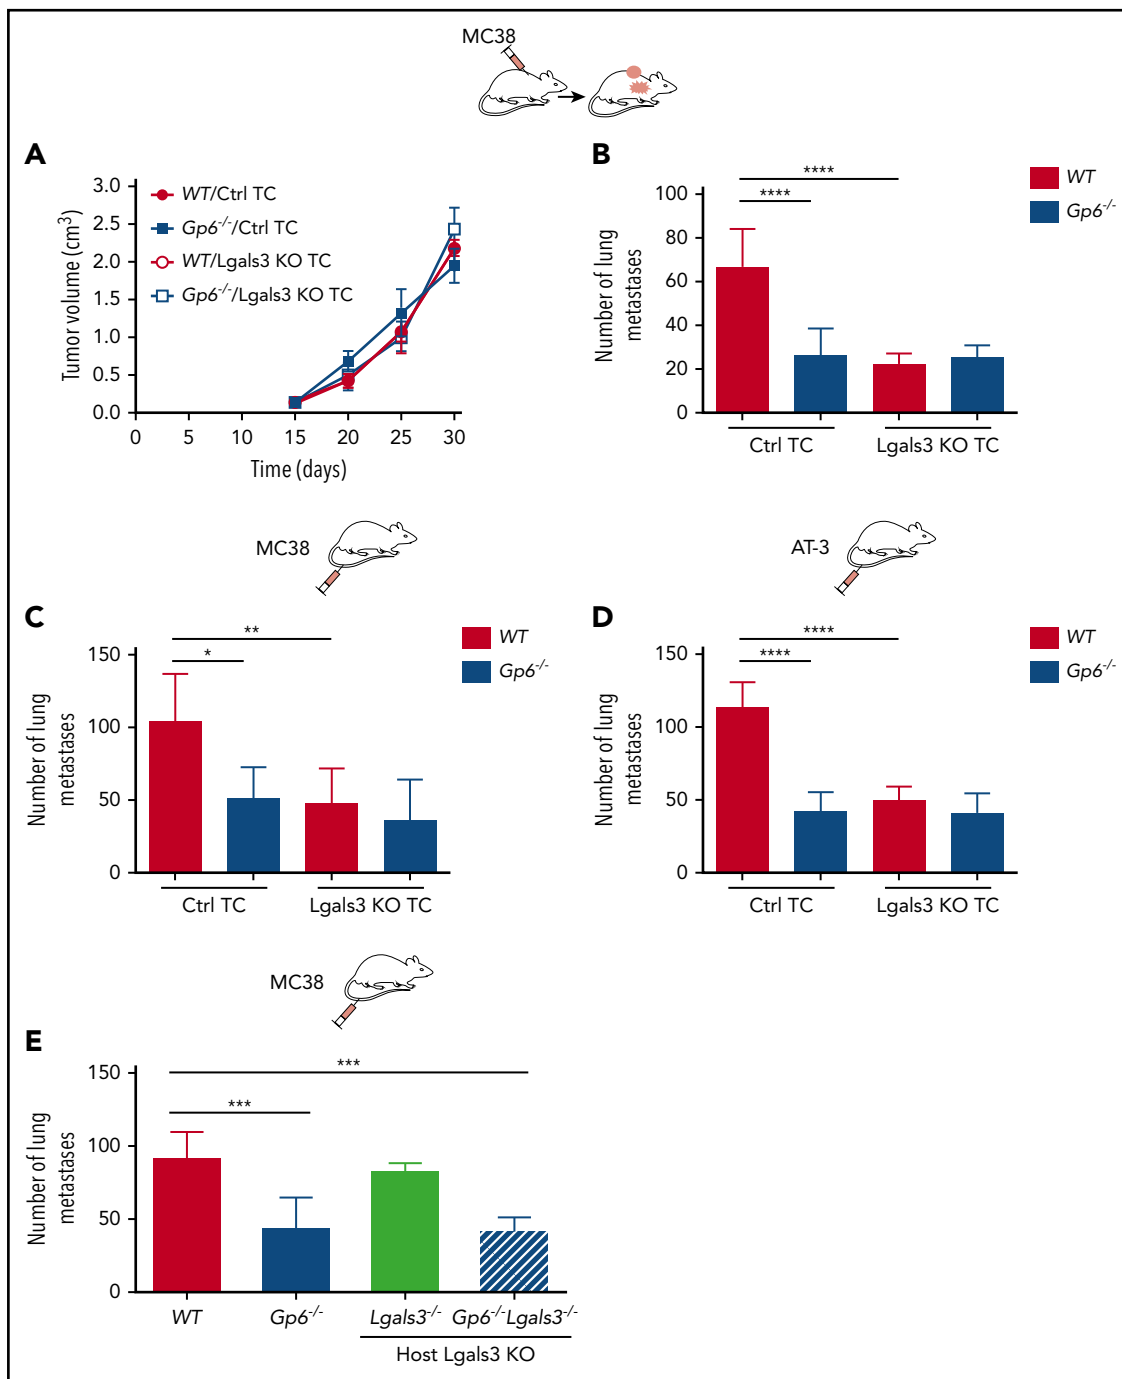 MC38
A
WT/Ctrl TC
Gp6-/-/Ctrl TC
WT/Lgals3 KO TC
Gp6-/-/Lgals3 KO TC
Tumor volume (cm3)
3.0
2.5
2.0
1.0
0.5
0.0
0 5 10 15 20 25 30
Time (days)
B
WT
Gp6-/-
****
****
Number of lung
metastases
100
80
60
40
20
0
Ctrl TC Lgals3 KO TC
MC38
C
WT
Gp6-/-
**
*
Number of lung
metastases
150
100
50
0
Ctrl TC Lgals3 KO TC
AT-3
D
WT
Gp6-/-
****
****
Number of lung
metastases
150
100
50
0
Ctrl TC Lgals3 KO TC
MC38
E
***
***
Number of lung
metastases
150
100
50
0
WT Gp6-/- Lgals3-/- Gp6-/-Lgals3-/-
Host Lgals3 KO